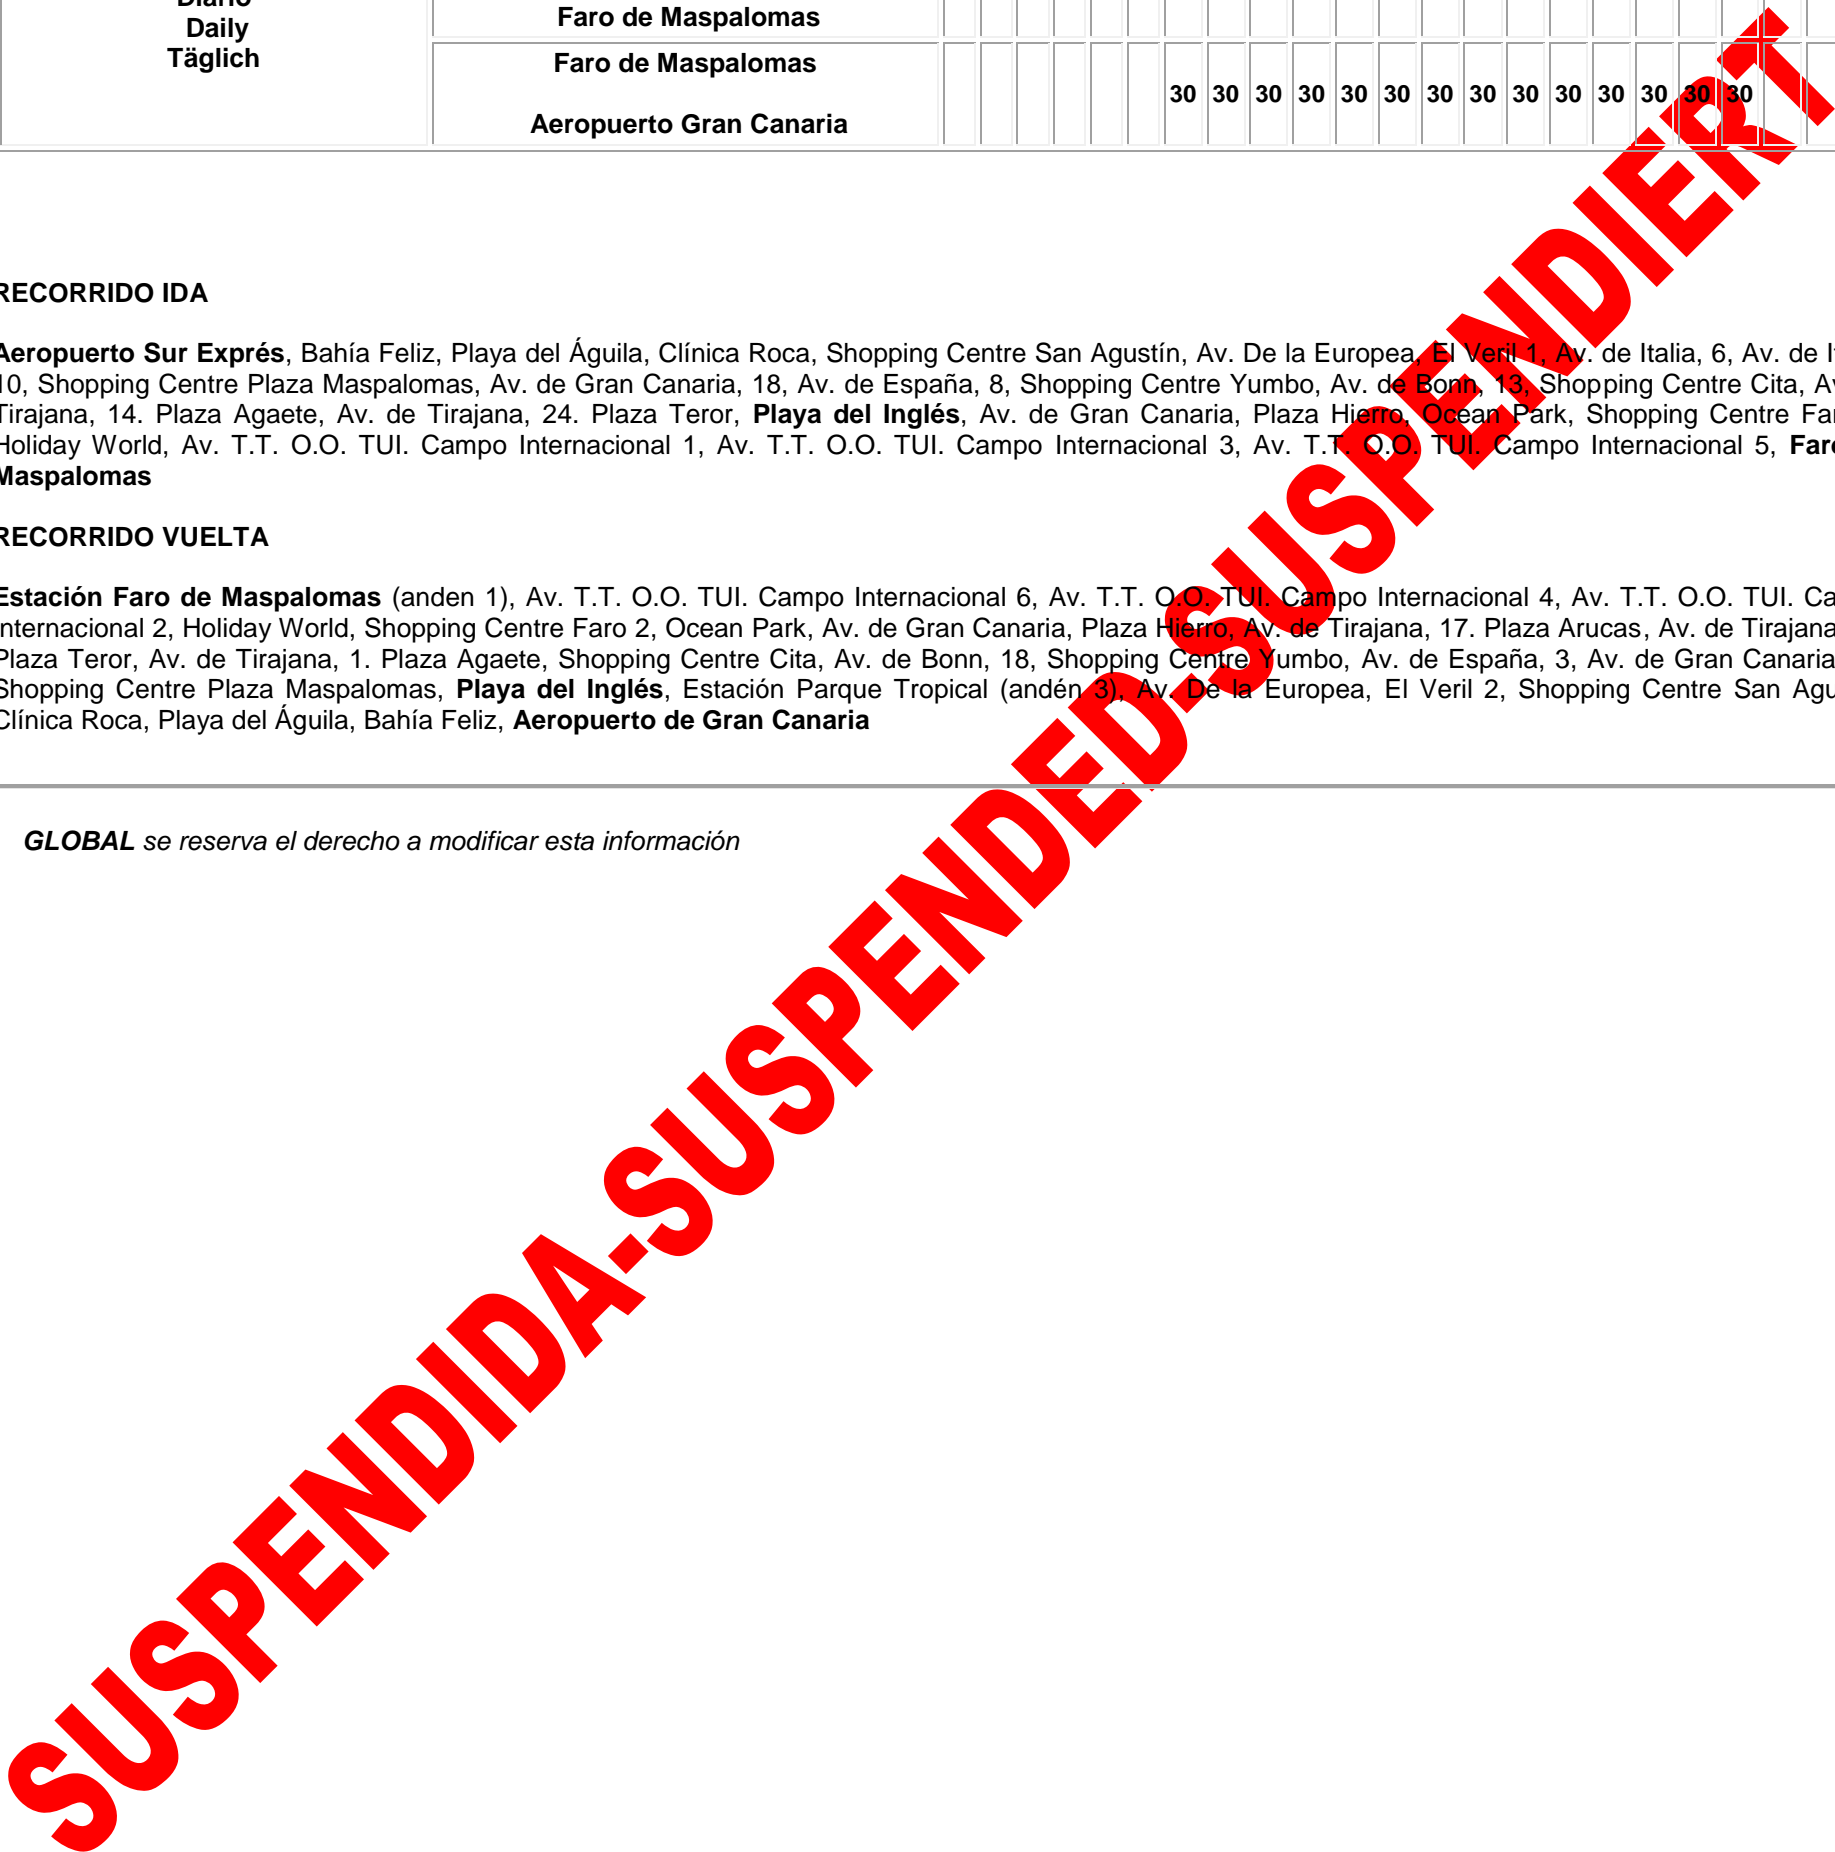 Diario
Daily
Täglich
Faro de Maspalomas
Faro de Maspalomas
30 30 30 30 30 30 30 30 30 30 30 30 30 30
Aeropuerto Gran Canaria
RECORRIDO IDA
Aeropuerto Sur Exprés, Bahía Feliz, Playa del Águila, Clínica Roca, Shopping Centre San Agustín, Av. De la Europea, El Veril 1, Av. de Italia, 6, Av. de
10, Shopping Centre Plaza Maspalomas, Av. de Gran Canaria, 18, Av. de España, 8, Shopping Centre Yumbo, Av. de Bonn, 13, Shopping Centre Cita,
Tirajana, 14. Plaza Agaete, Av. de Tirajana, 24. Plaza Teror, Playa del Inglés, Av. de Gran Canaria, Plaza Hierro, Ocean Park, Shopping Centre
Holiday World, Av. T.T. O.O. TUI. Campo Internacional 1, Av. T.T. O.O. TUI. Campo Internacional 3, Av. T.T. O.O. TUI. Campo Internacional 5, Faro
Maspalomas
RECORRIDO VUELTA
Estación Faro de Maspalomas (anden 1), Av. T.T. O.O. TUI. Campo Internacional 6, Av. T.T. O.O. TUI. Campo Internacional 4, Av. T.T. O.O. TUI.
Internacional 2, Holiday World, Shopping Centre Faro 2, Ocean Park, Av. de Gran Canaria, Plaza Hierro, Av. de Tirajana, 17. Plaza Arucas, Av. de Tirajana
Plaza Teror, Av. de Tirajana, 1. Plaza Agaete, Shopping Centre Cita, Av. de Bonn, 18, Shopping Centre Yumbo, Av. de España, 3, Av. de Gran Canaria
Shopping Centre Plaza Maspalomas, Playa del Inglés, Estación Parque Tropical (andén 3), Av. De la Europea, El Veril 2, Shopping Centre San
Clínica Roca, Playa del Águila, Bahía Feliz, Aeropuerto de Gran Canaria
GLOBAL se reserva el derecho a modificar esta información
SUSPENDIDA-SUSPENDED-SUSPENDIERT